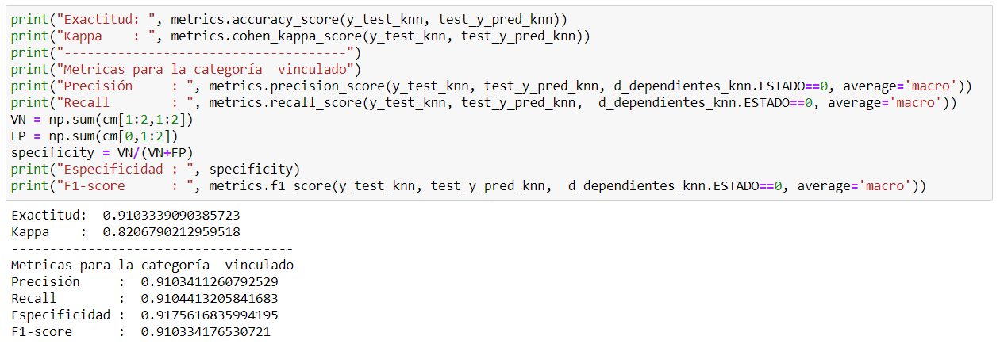 print("Exactitud: ", metrics.accuracy_score(y_test_knn, test_y_pred_knn))
print("Kappa    : ", metrics.cohen_kappa_score(y_test_knn, test_y_pred_knn))
print("-------------------------------------")
print("Metricas para la categoría  vinculado")
print("Precisión      : ", metrics.precision_score(y_test_knn, test_y_pred_knn, d_dependientes_knn.ESTADO==0, average='macro'))
print("Recall        : ", metrics.recall_score(y_test_knn, test_y_pred_knn,  d_dependientes_knn.ESTADO==0, average='macro'))
VN = np.sum(cm[1:2,1:2])
FP = np.sum(cm[0,1:2])
specificity = VN/(VN+FP)
print("Especificidad : ", specificity)
print("F1-score      : ", metrics.f1_score(y_test_knn, test_y_pred_knn,  d_dependientes_knn.ESTADO==0, average='macro'))
Exactitud:  0.9103339090385723
Kappa    :  0.8206790212959518
-------------------------------------
Metricas para la categoría  vinculado
Precisión     :  0.9103411260792529
Recall        :  0.9104413205841683
Especificidad :  0.9175616835994195
F1-score      :  0.910334176530721